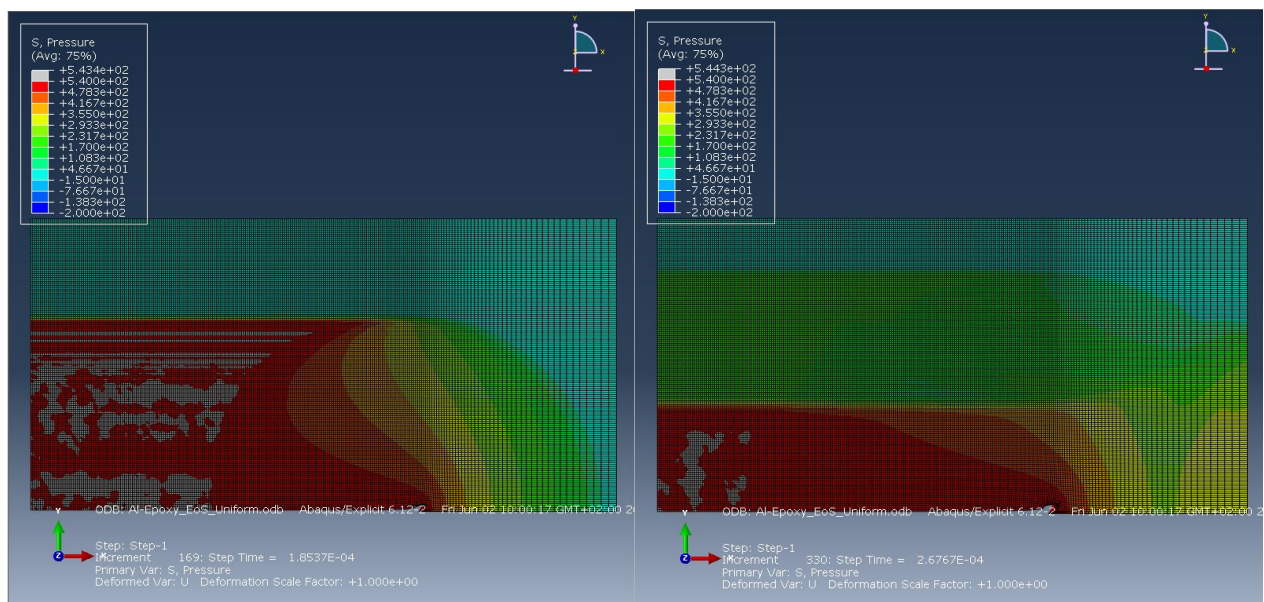 S, Pressure
(Avg: 75%)
+5.434e+02
+5.400e+02
+4.783e+02
+4.167e+02
+3.550e+02
+2.933e+02
+2.317e+02
+1.700e+02
+1.083e+02
+4.667e+01
-1.500e+01
-7.667e+01
-1.383e+02
-2.000e+02
Y
X
Y
Z
X
ODB: Al-Epoxy_EoS_Uniform.odb Abaqus/Explicit 6.12-2 Fri Jun 02 10:00:17 GMT+02:00 20
Step: Step-1
Increment 169: Step Time = 1.8537E-04
Primary Var: S, Pressure
Deformed Var: U Deformation Scale Factor: +1.000e+00
S, Pressure
(Avg: 75%)
+5.443e+02
+5.400e+02
+4.783e+02
+4.167e+02
+3.550e+02
+2.933e+02
+2.317e+02
+1.700e+02
+1.083e+02
+4.667e+01
-1.500e+01
-7.667e+01
-1.383e+02
-2.000e+02
Y
X
Y
Z
X
ODB: Al-Epoxy_EoS_Uniform.odb Abaqus/Explicit 6.12-2 Fri Jun 02 10:00:17 GMT+02:00 2
Step: Step-1
Increment 330: Step Time = 2.6767E-04
Primary Var: S, Pressure
Deformed Var: U Deformation Scale Factor: +1.000e+00